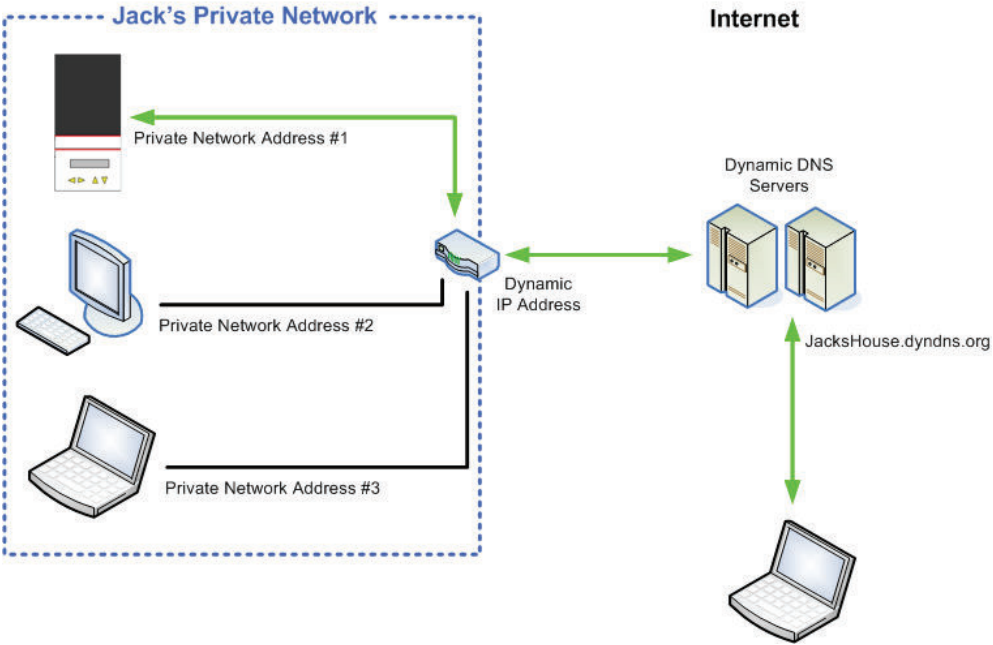 Jack's Private Network
Internet
Private Network Address #1
Dynamic DNS
Servers
Dynamic
IP Address
Private Network Address #2
JacksHouse.dyndns.org
Private Network Address #3